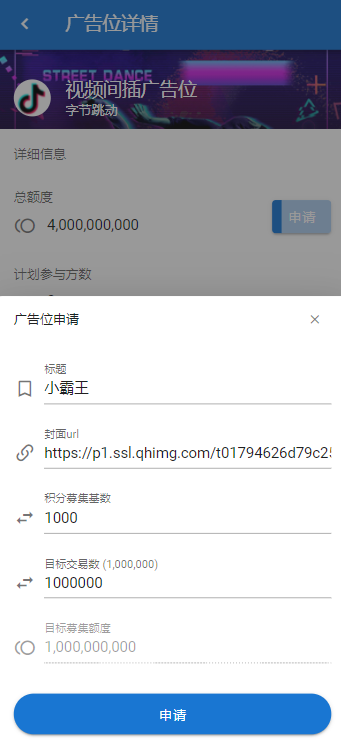 广告位详情
STREET DANCE
视频间插广告位
字节跳动
详细信息
总额度
4,000,000,000
申请
计划参与方数
广告位申请
标题
小霸王
封面url
https://p1.ssl.qhimg.com/t01794626d79c25
积分募集基数
1000
目标交易数 (1,000,000)
1000000
目标募集额度
1,000,000,000
申请